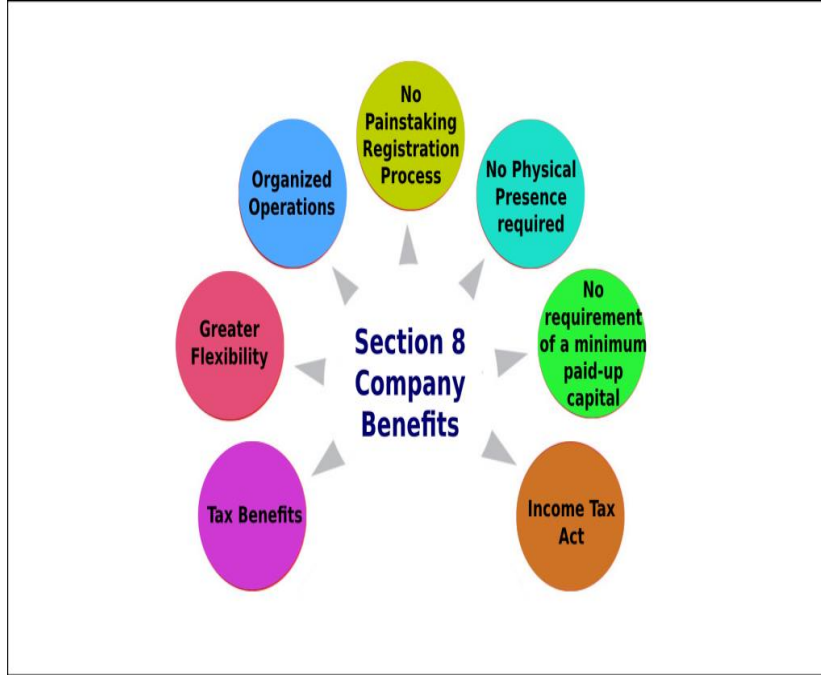 No
Painstaking
Registration
Process
Organized
Operations
No Physical
Presence
required
Greater
Flexibility
Section 8
Company
Benefits
No
requirement
of a minimum
paid-up
capital
Tax Benefits
Income Tax
Act